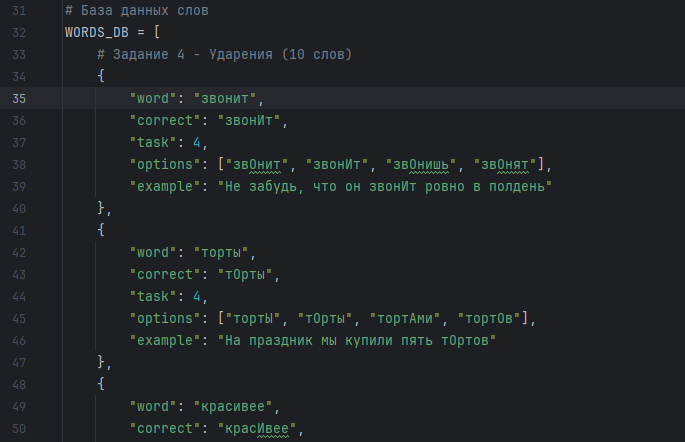 31 # База данных слов
32 WORDS_DB = [
33 # Задание 4 - Ударения (10 слов)
34 {
35 "word": "звонит",
36 "correct": "звонИт",
37 "task": 4,
38 "options": ["звОнит", "звонИт", "звОнишь", "звОнят"],
39 "example": "Не забудь, что он звонИт ровно в полдень"
40 },
41 {
42 "word": "торты",
43 "correct": "тОрты",
44 "task": 4,
45 "options": ["тортЫ", "тОрты", "тортАми", "тортОв"],
46 "example": "На праздник мы купили пять тОртов"
47 },
48 {
49 "word": "красивее",
50 "correct": "красИвее",